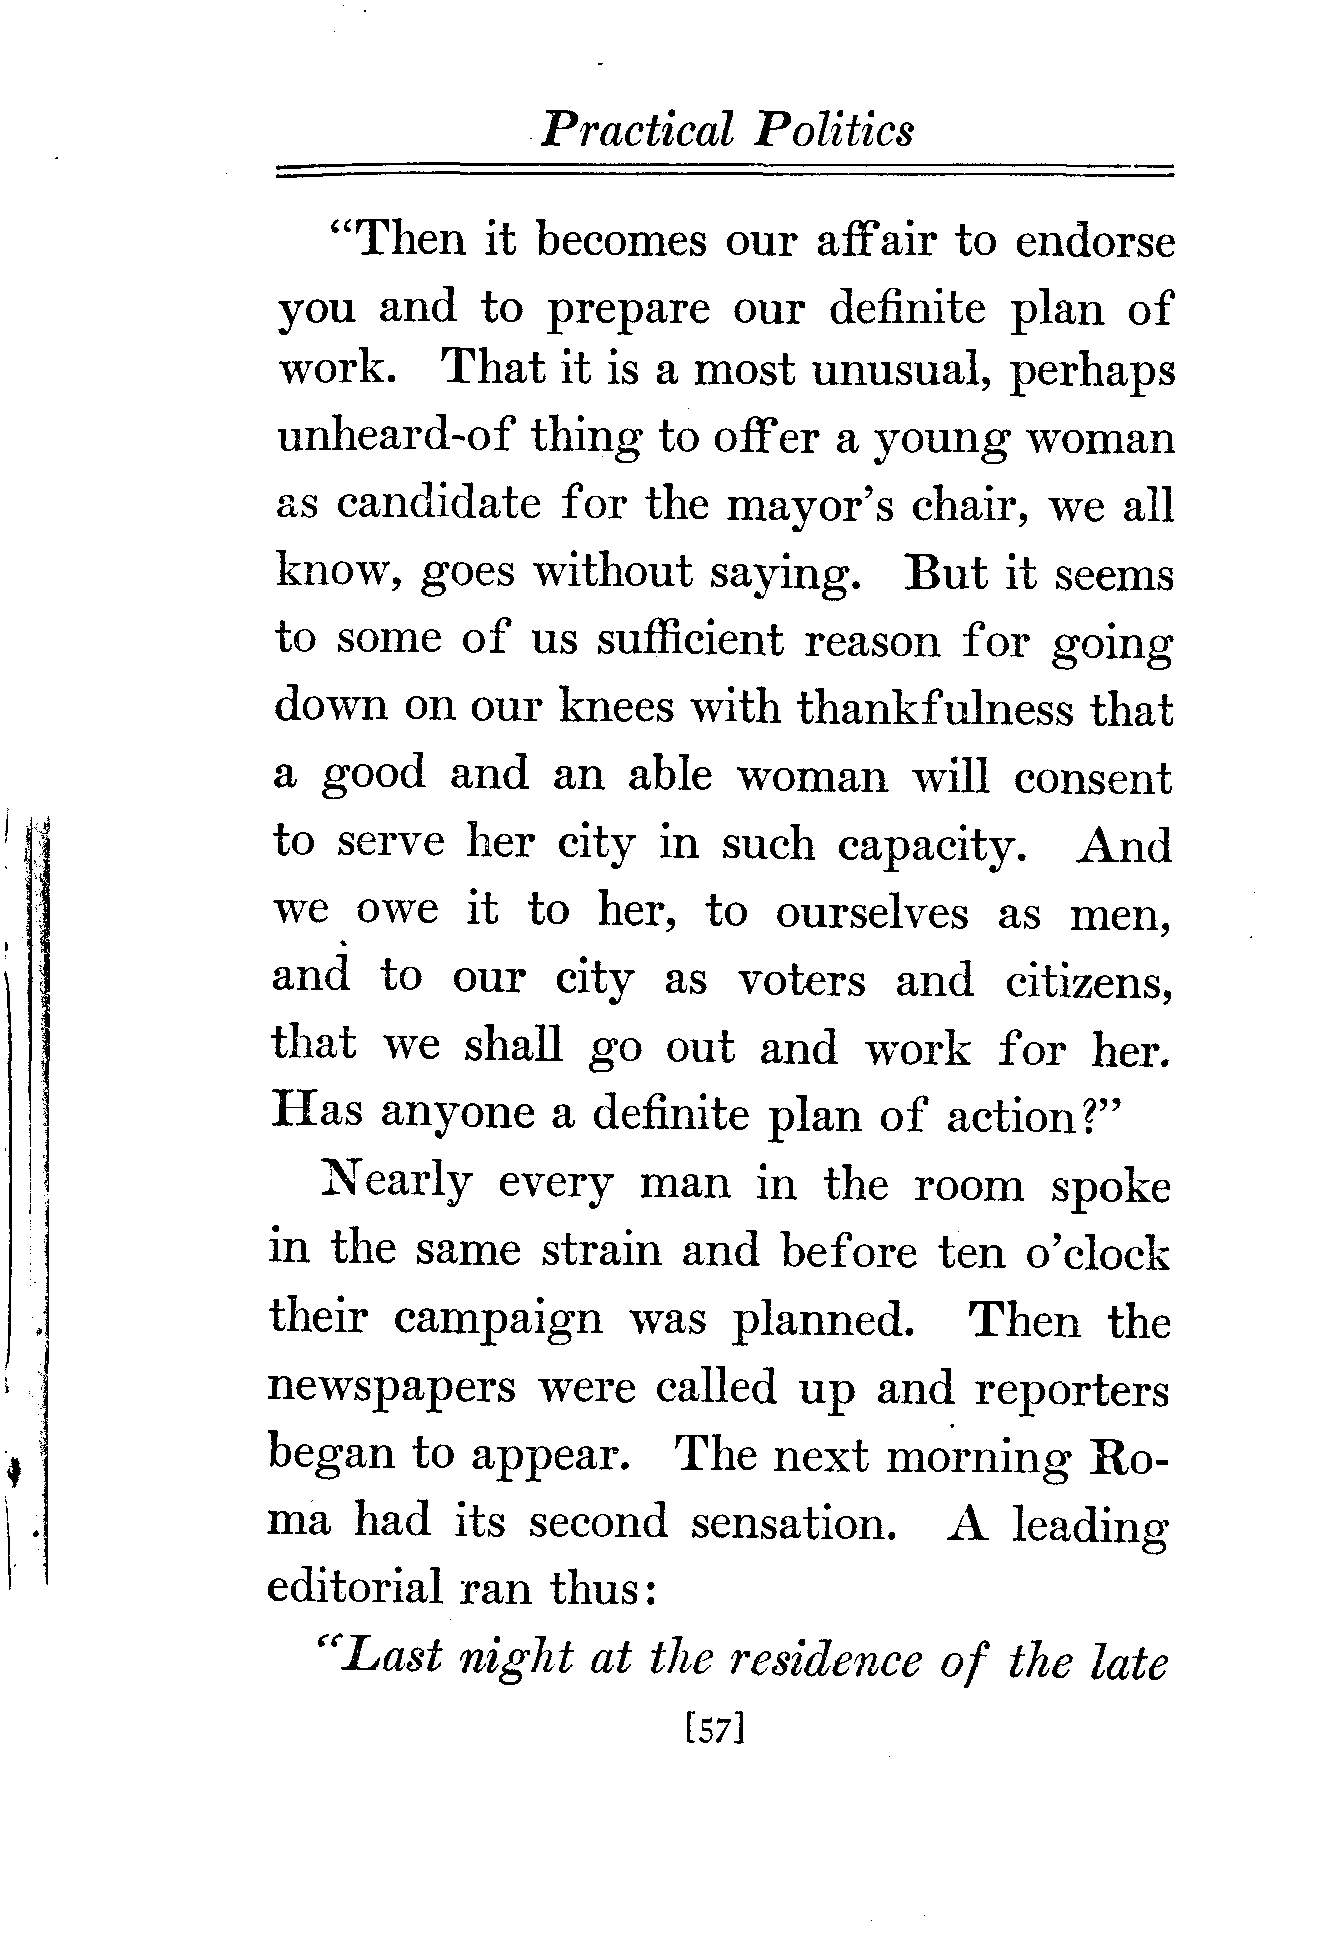 Practical Politics
“Then it becomes our affair to endorse
you and to prepare our definite plan of
work. That it is a most unusual, perhaps
unheard-of thing to offer a young woman
as candidate for the mayor’s chair, we all
know, goes without saying. But it seems
to some of us sufficient reason for going
down on our knees with thankfulness that
a good and an able woman will consent
to serve her city in such capacity. And
we owe it to her, to ourselves as men,
and to our city as voters and citizens,
that we shall go out and work for her.
Has anyone a definite plan of action?”
Nearly every man in the room spoke
in the same strain and before ten o’clock
their campaign was planned. Then the
newspapers were called up and reporters
began to appear. The next morning Ro-
ma had its second sensation. A leading
editorial ran thus:
“Last night at the residence of the late
[57]